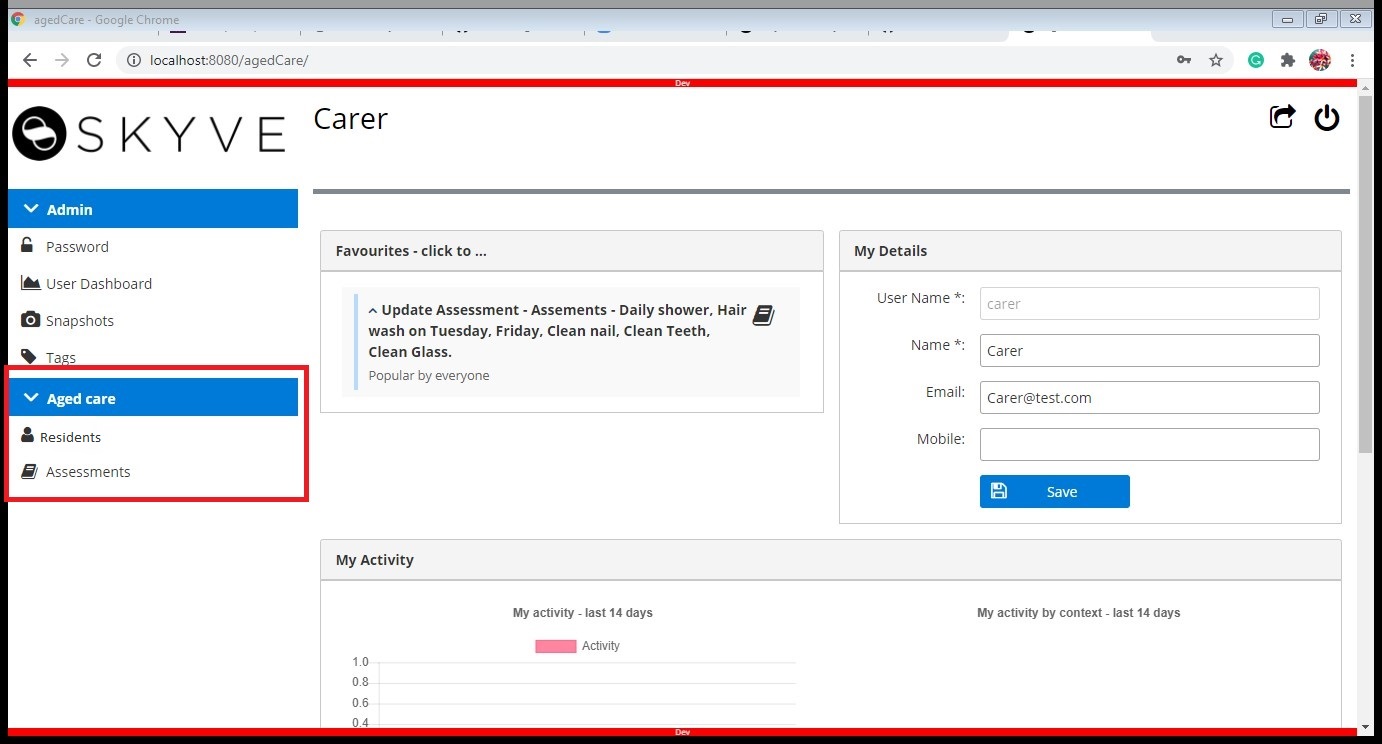 agedCare - Google Chrome
localhost:8080/agedCare/
Dev
SKYVE
Carer
Admin
Password
User Dashboard
Snapshots
Tags
Aged care
Residents
Assessments
Favourites - click to ...
Update Assessment - Assements - Daily shower, Hair
wash on Tuesday, Friday, Clean nail, Clean Teeth,
Clean Glass.
Popular by everyone
My Details
User Name *:
carer
Name *:
Carer
Email:
Carer@test.com
Mobile:
Save
My Activity
My activity - last 14 days
Activity
1.0
0.8
0.6
0.4
My activity by context - last 14 days
Dev